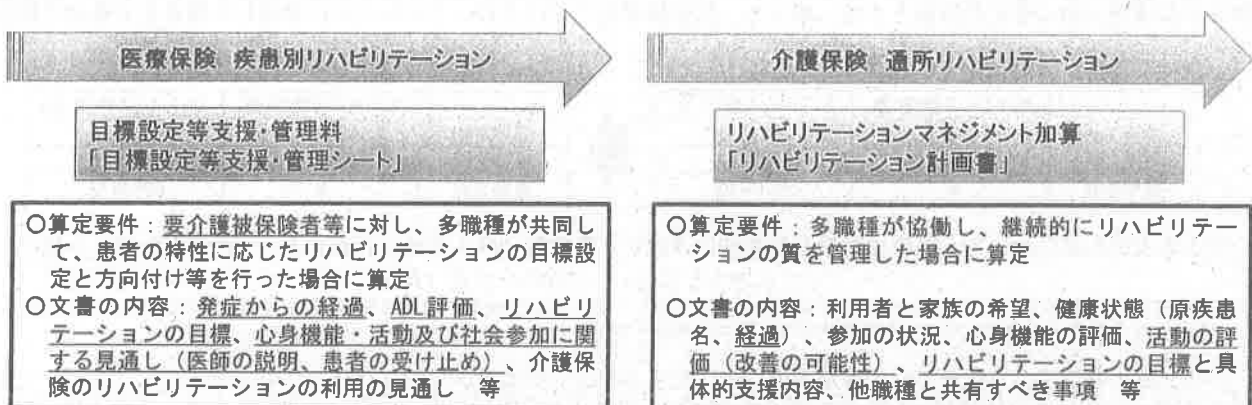 医療保険 疾患別リハビリテーション
目標設定等支援・管理料
「目標設定等支援・管理シート」
○算定要件：要介護被保険者等に対し、多職種が共同し
て、患者の特性に応じたリハビリテーションの目標設
定と方向付け等を行った場合に算定
○文書の内容：発症からの経過、ADL評価、リハビリ
テーションの目標、心身機能・活動及び社会参加に関
する見通し（医師の説明、患者の受け止め）、介護保
険のリハビリテーションの利用の見通し 等
介護保険 通所リハビリテーション
リハビリテーションマネジメント加算
「リハビリテーション計画書」
○算定要件：多職種が協働し、継続的にリハビリテー
ションの質を管理した場合に算定
○文書の内容：利用者と家族の希望、健康状態（原疾患
名、経過）、参加の状況、心身機能の評価、活動の評
価（改善の可能性）、リハビリテーションの目標と具
体的支援内容、他職種と共有すべき事項 等